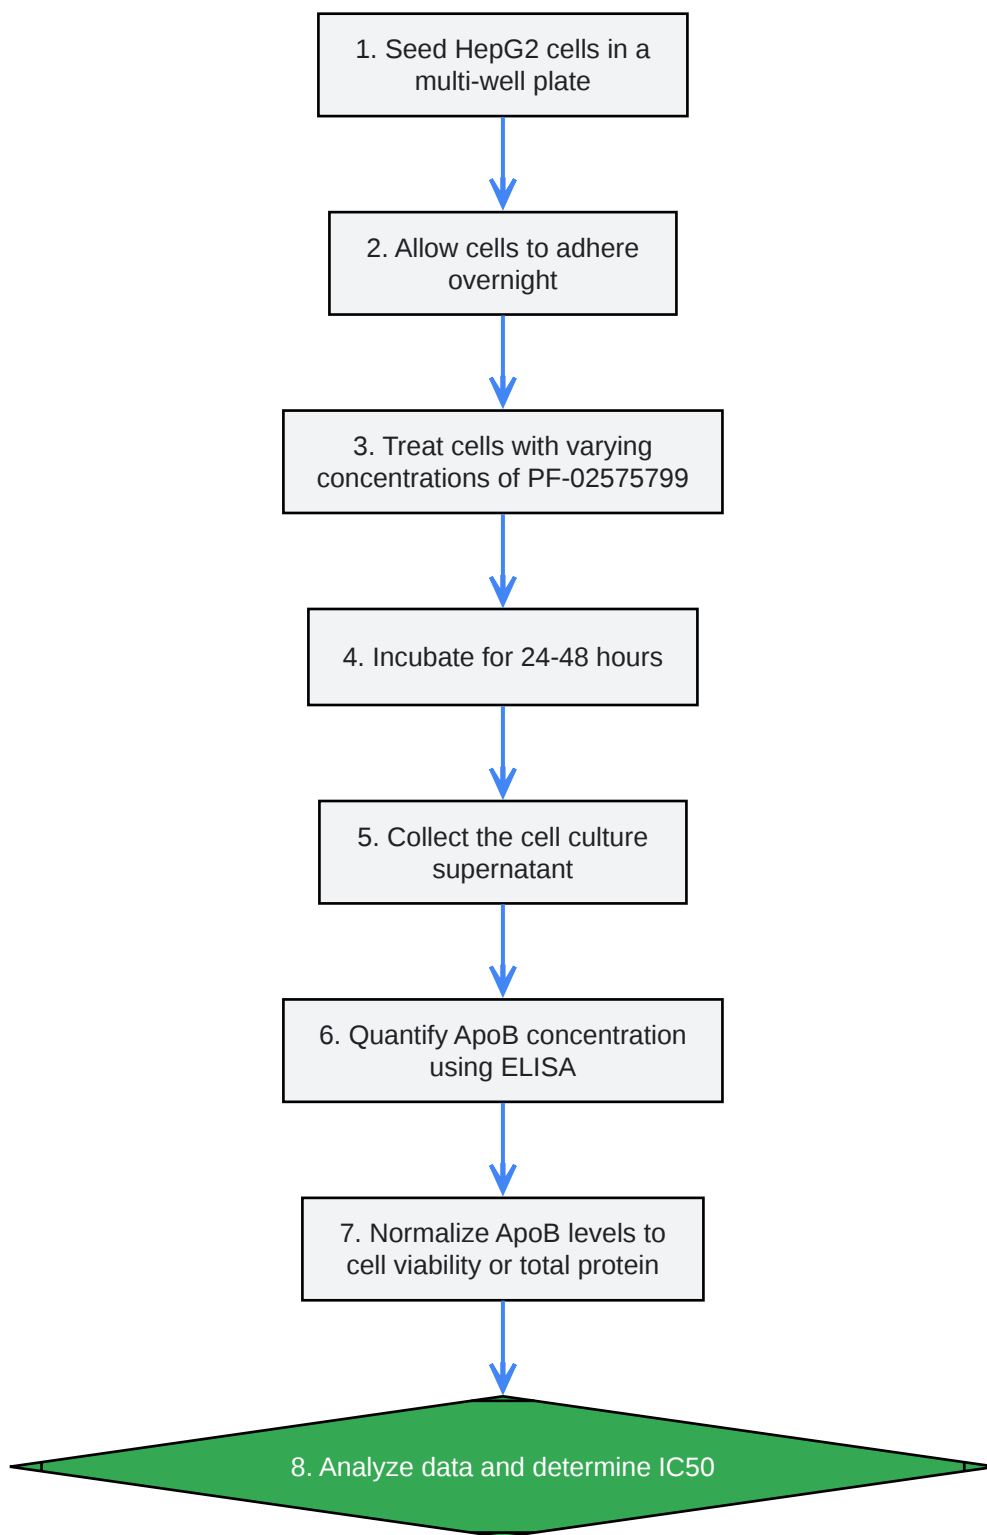 1. Seed HepG2 cells in a
multi-well plate
2. Allow cells to adhere
overnight
3. Treat cells with varying
concentrations of PF-02575799
4. Incubate for 24-48 hours
5. Collect the cell culture
supernatant
6. Quantify ApoB concentration
using ELISA
7. Normalize ApoB levels to
cell viability or total protein
8. Analyze data and determine IC50